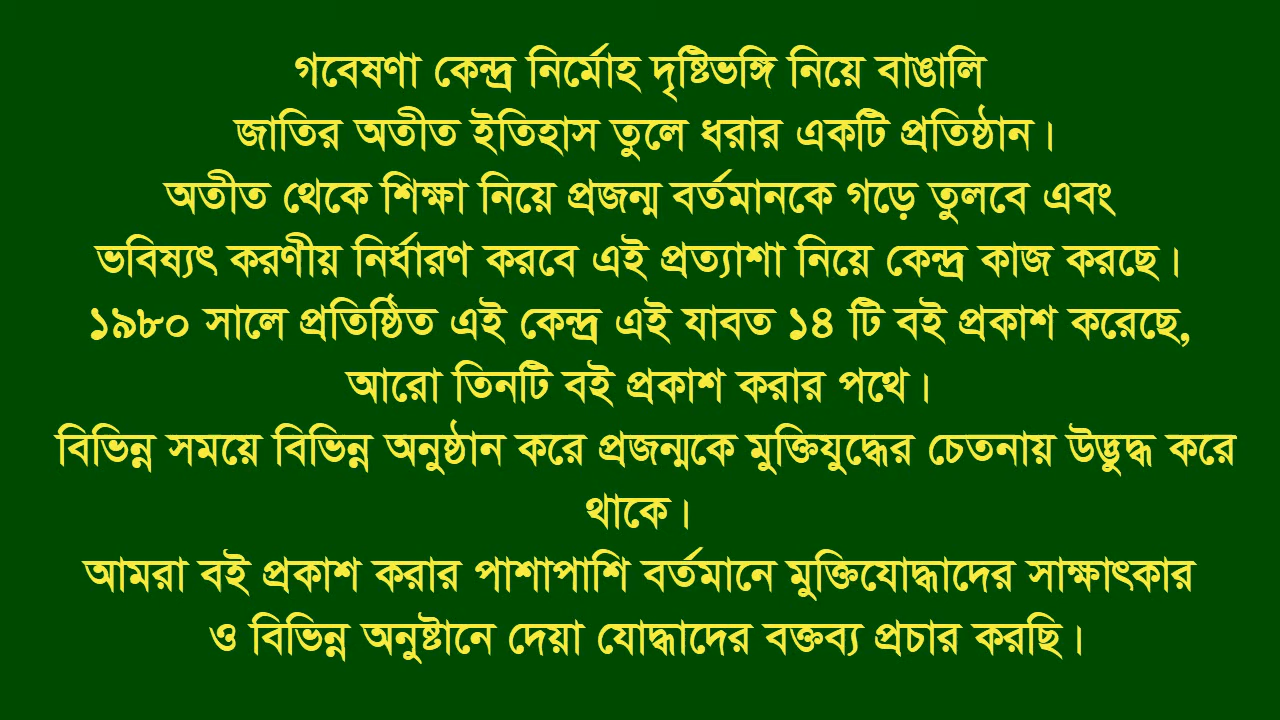 গবেষণা কেন্দ্র নির্মোহ দৃষ্টিভঙ্গি নিয়ে বাঙালি
জাতির অতীত ইতিহাস তুলে ধরার একটি প্রতিষ্ঠান।
অতীত থেকে শিক্ষা নিয়ে প্রজন্ম বর্তমানকে গড়ে তুলবে এবং
ভবিষ্যৎ করণীয় নির্ধারণ করবে এই প্রত্যাশা নিয়ে কেন্দ্র কাজ করছে।
১৯৮০ সালে প্রতিষ্ঠিত এই কেন্দ্র এই যাবত ১৪ টি বই প্রকাশ করেছে,
আরো তিনটি বই প্রকাশ করার পথে।
বিভিন্ন সময়ে বিভিন্ন অনুষ্ঠান করে প্রজন্মকে মুক্তিযুদ্ধের চেতনায় উদ্ভুদ্ধ করে
থাকে।
আমরা বই প্রকাশ করার পাশাপাশি বর্তমানে মুক্তিযোদ্ধাদের সাক্ষাৎকার
ও বিভিন্ন অনুষ্টানে দেয়া যোদ্ধাদের বক্তব্য প্রচার করছি।